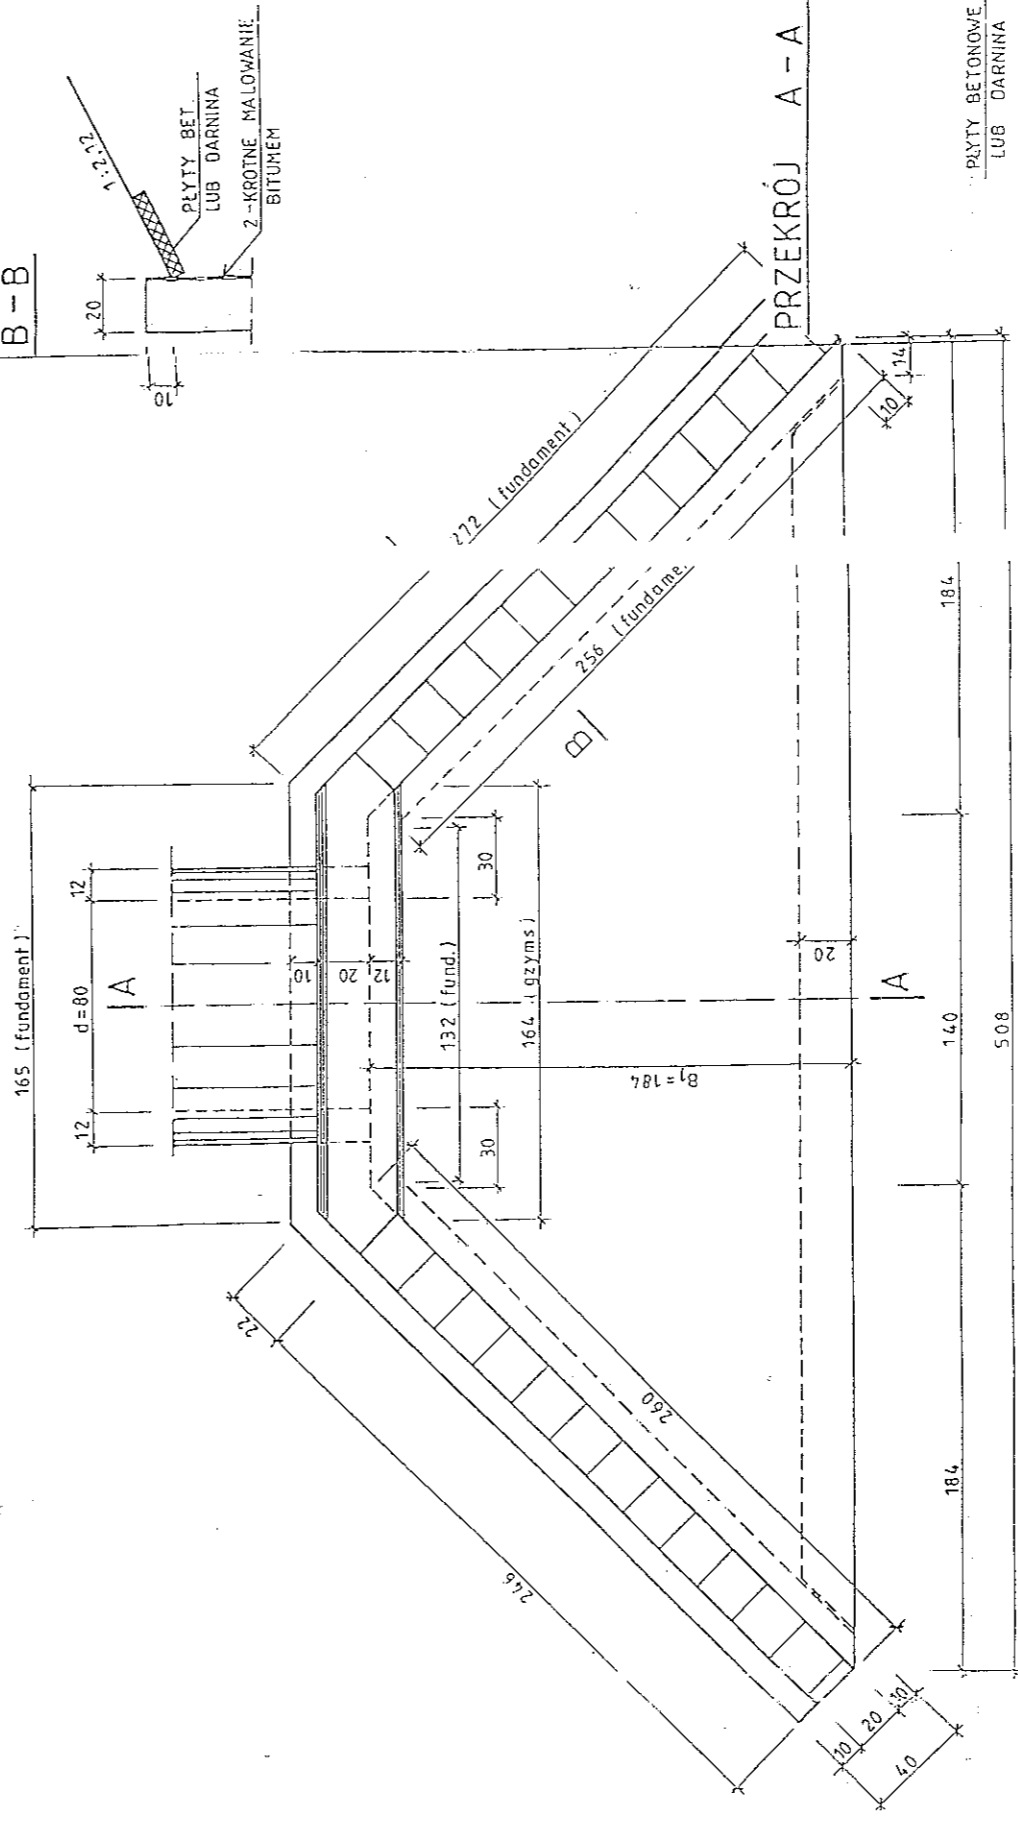 B-B
1:2,12
PŁYTY BET.
LUB DARNINA
2-KROTNE MALOWANIE
BITUMEM
20
10
PRZEKRÓJ A-A
PŁYTY BETONOWE
LUB DARNINA
165 (fundament)
12
d=80
12
A
272 (fundament)
256 (fundame
B
10
20
12
30
132 (fund.)
164 (gzyms)
30
B1=184
20
A
22
246
260
14
10
184
140
184
508
10
20
10
40